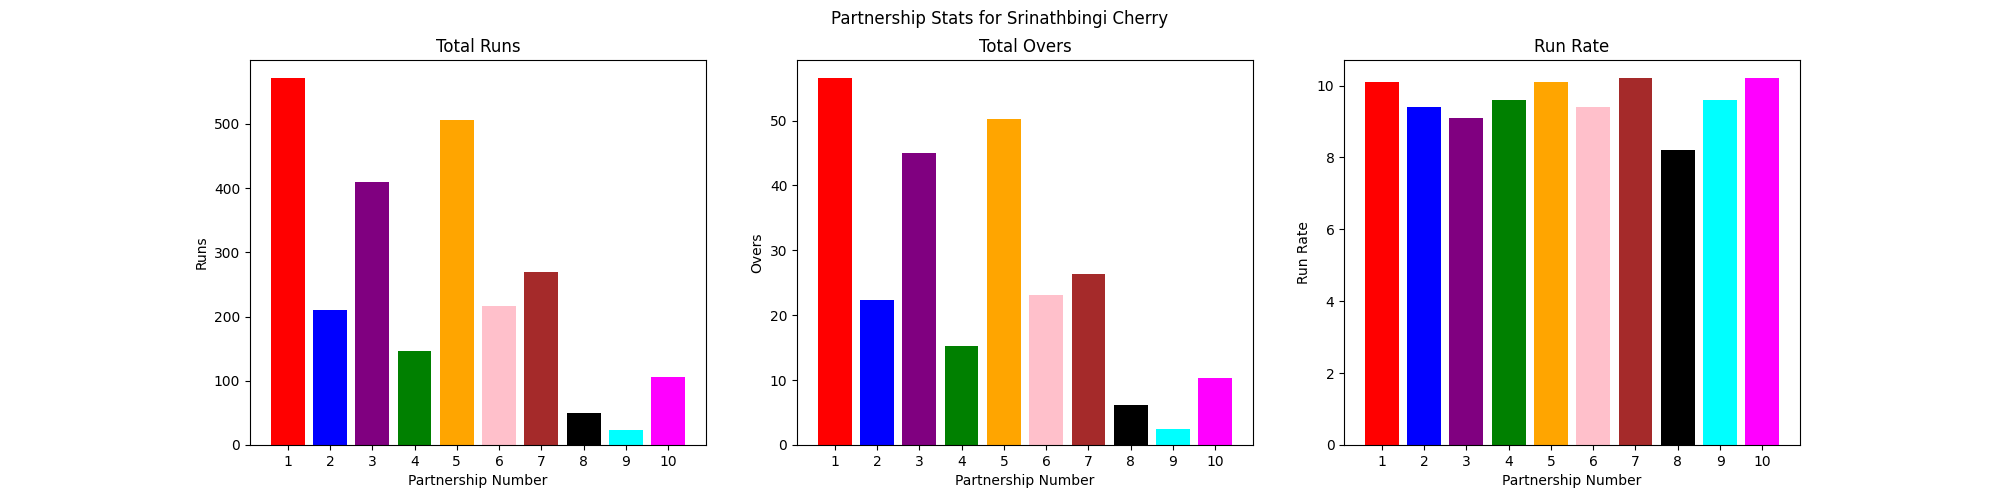 Partnership Stats for Srinathbingi Cherry
Total Runs
Runs
500
400
300
200
100
0
1 2 3 4 5 6 7 8 9 10
Partnership Number
Total Overs
Overs
50
40
30
20
10
0
1 2 3 4 5 6 7 8 9 10
Partnership Number
Run Rate
Run Rate
10
8
6
4
2
0
1 2 3 4 5 6 7 8 9 10
Partnership Number